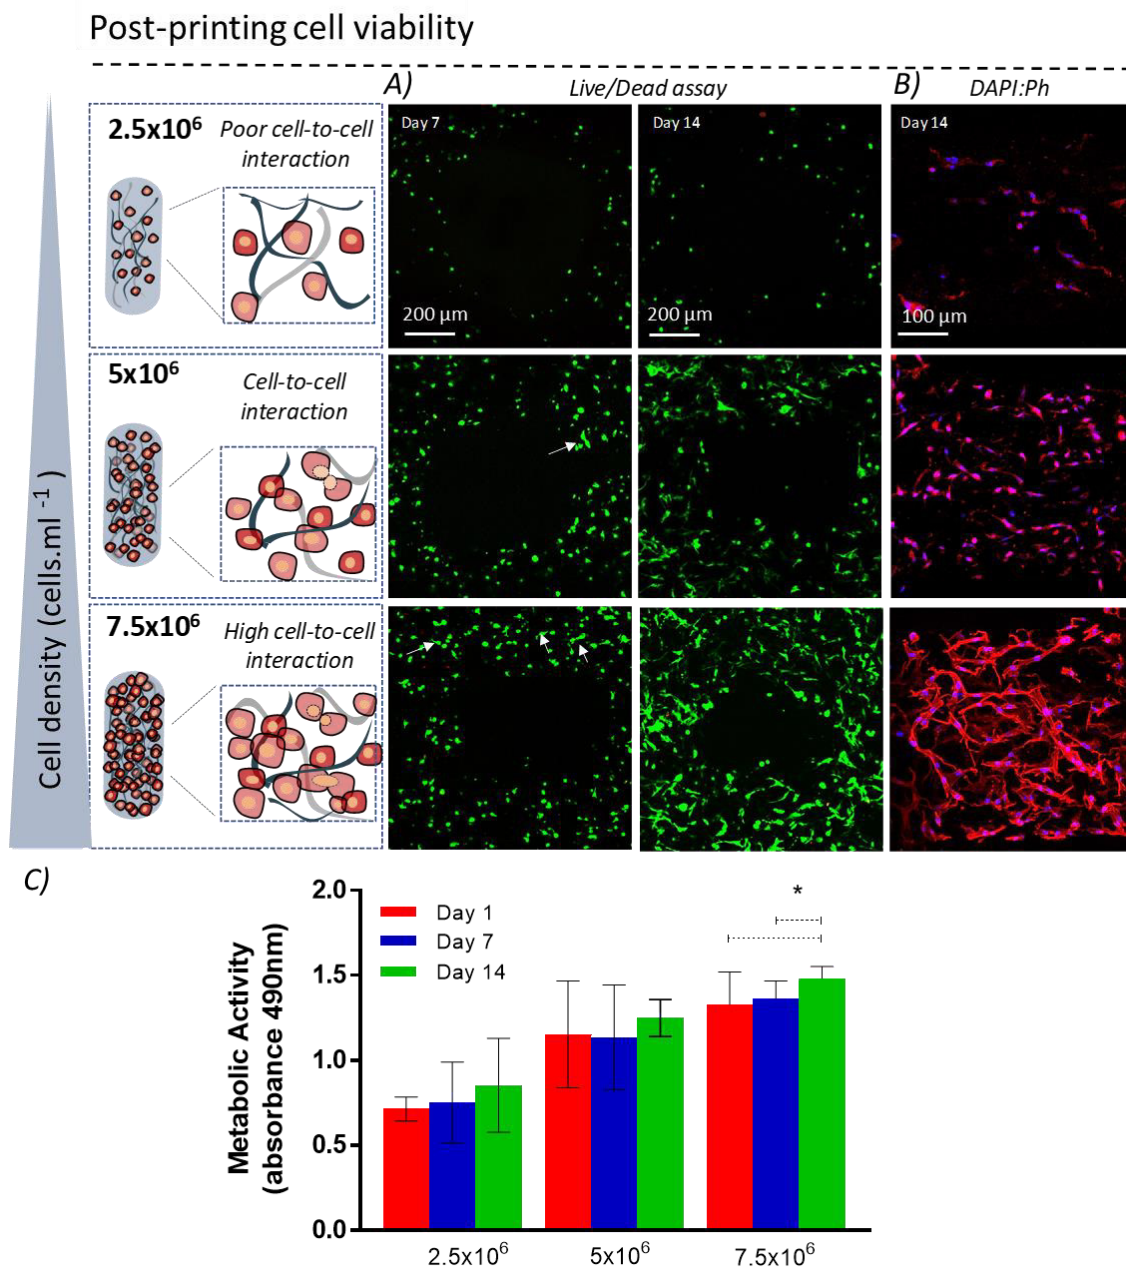 Post-printing cell viability
A)
Live/Dead assay
B)
DAPI:Ph
Cell density (cells.ml⁻¹)
2.5x10⁶
Poor cell-to-cell
interaction
Day 7
Day 14
Day 14
200 µm
200 µm
100 µm
5x10⁶
Cell-to-cell
interaction
7.5x10⁶
High cell-to-cell
interaction
C)
Metabolic Activity
(absorbance 490nm)
2.0
1.5
1.0
0.5
0.0
Day 1
Day 7
Day 14
*
2.5x10⁶
5x10⁶
7.5x10⁶